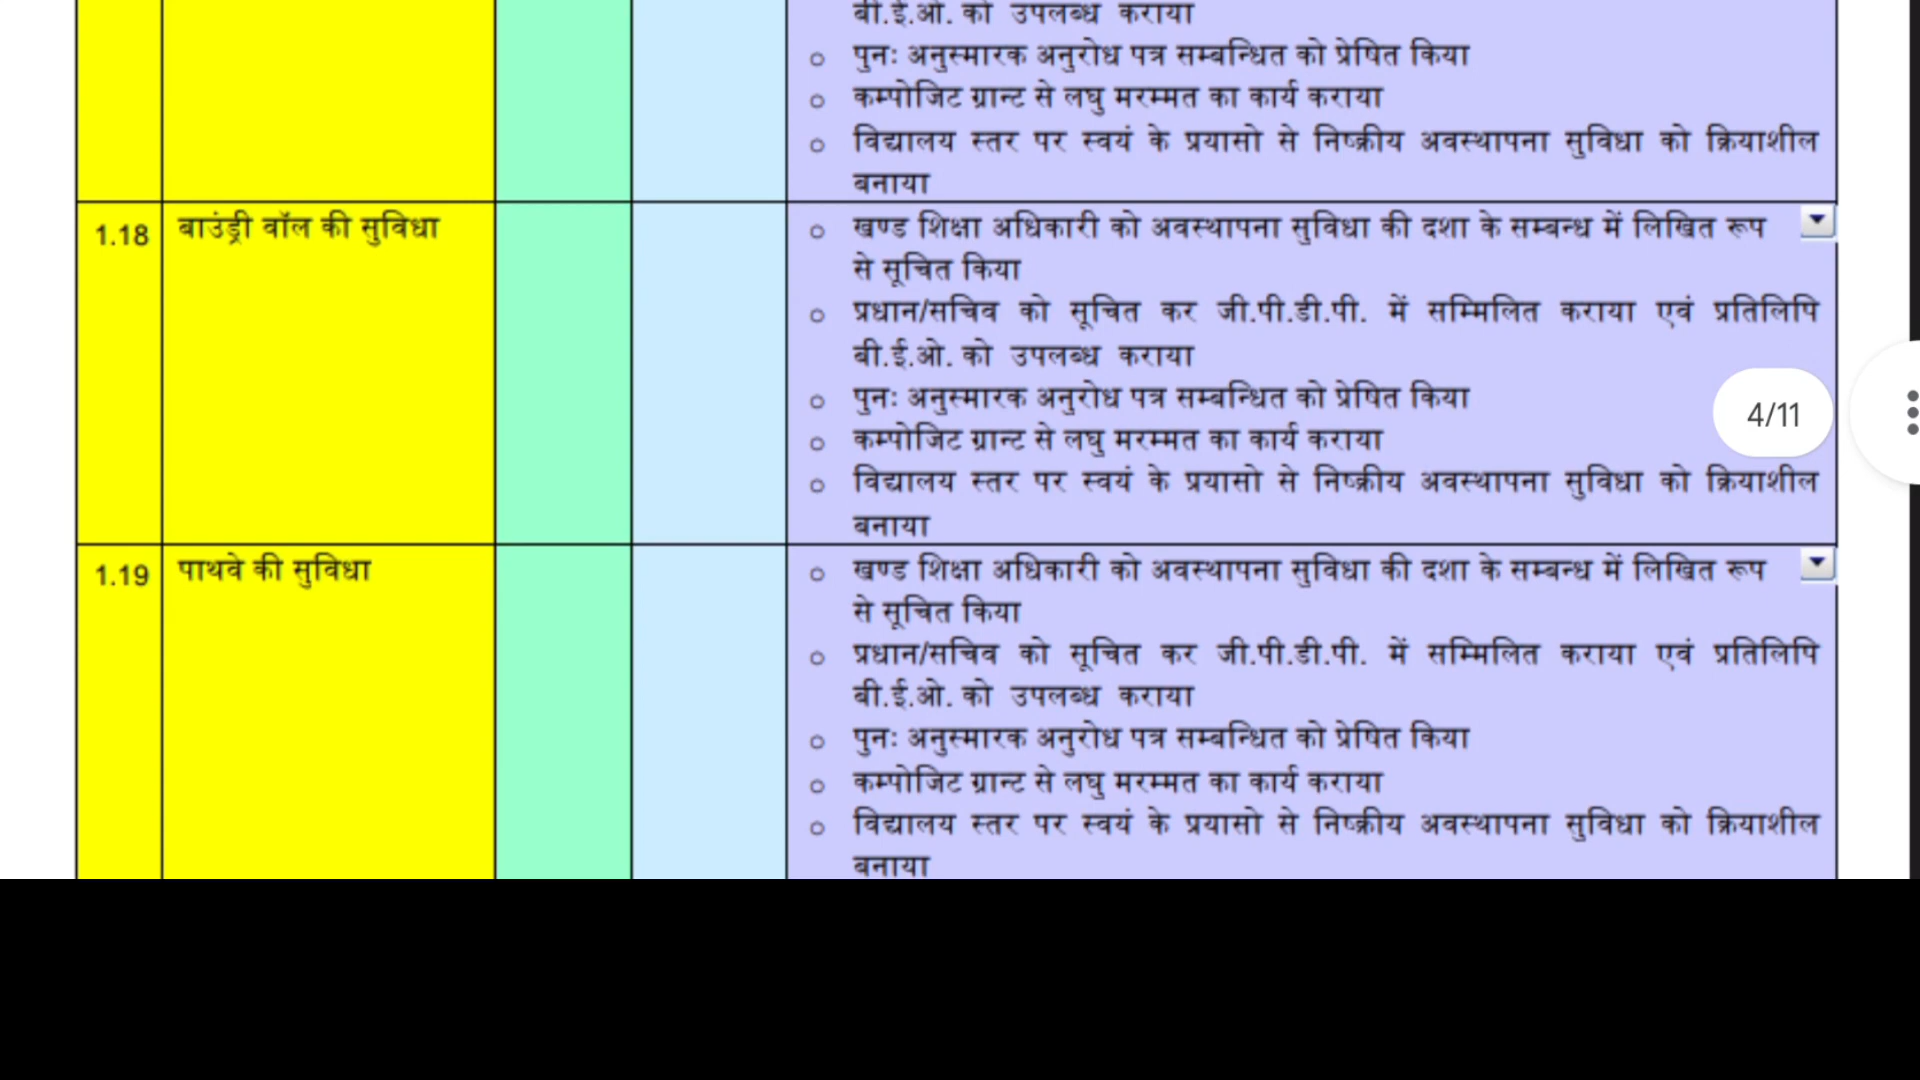 बी.ई.ओ. को उपलब्ध कराया
○ पुनः अनुस्मारक अनुरोध पत्र सम्बन्धित को प्रेषित किया
○ कम्पोजिट ग्रान्ट से लघु मरम्मत का कार्य कराया
○ विद्यालय स्तर पर स्वयं के प्रयासो से निष्क्रीय अवस्थापना सुविधा को क्रियाशील
बनाया
1.18 बाउंड्री वॉल की सुविधा
○ खण्ड शिक्षा अधिकारी को अवस्थापना सुविधा की दशा के सम्बन्ध में लिखित रूप
से सूचित किया
○ प्रधान/सचिव को सूचित कर जी.पी.डी.पी. में सम्मिलित कराया एवं प्रतिलिपि
बी.ई.ओ. को उपलब्ध कराया
○ पुनः अनुस्मारक अनुरोध पत्र सम्बन्धित को प्रेषित किया
4/11
○ कम्पोजिट ग्रान्ट से लघु मरम्मत का कार्य कराया
○ विद्यालय स्तर पर स्वयं के प्रयासो से निष्क्रीय अवस्थापना सुविधा को क्रियाशील
बनाया
1.19 पाथवे की सुविधा
○ खण्ड शिक्षा अधिकारी को अवस्थापना सुविधा की दशा के सम्बन्ध में लिखित रूप
से सूचित किया
○ प्रधान/सचिव को सूचित कर जी.पी.डी.पी. में सम्मिलित कराया एवं प्रतिलिपि
बी.ई.ओ. को उपलब्ध कराया
○ पुनः अनुस्मारक अनुरोध पत्र सम्बन्धित को प्रेषित किया
○ कम्पोजिट ग्रान्ट से लघु मरम्मत का कार्य कराया
○ विद्यालय स्तर पर स्वयं के प्रयासो से निष्क्रीय अवस्थापना सुविधा को क्रियाशील
बनाया